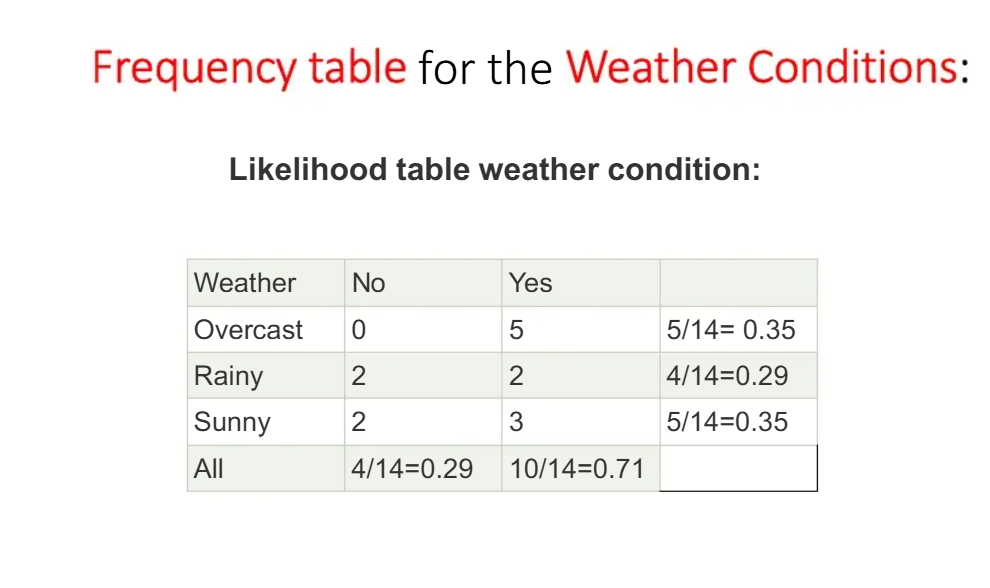 Frequency table for the Weather Conditions:
Likelihood table weather condition:
Weather No Yes
Overcast 0 5 5/14= 0.35
Rainy 2 2 4/14=0.29
Sunny 2 3 5/14=0.35
All 4/14=0.29 10/14=0.71